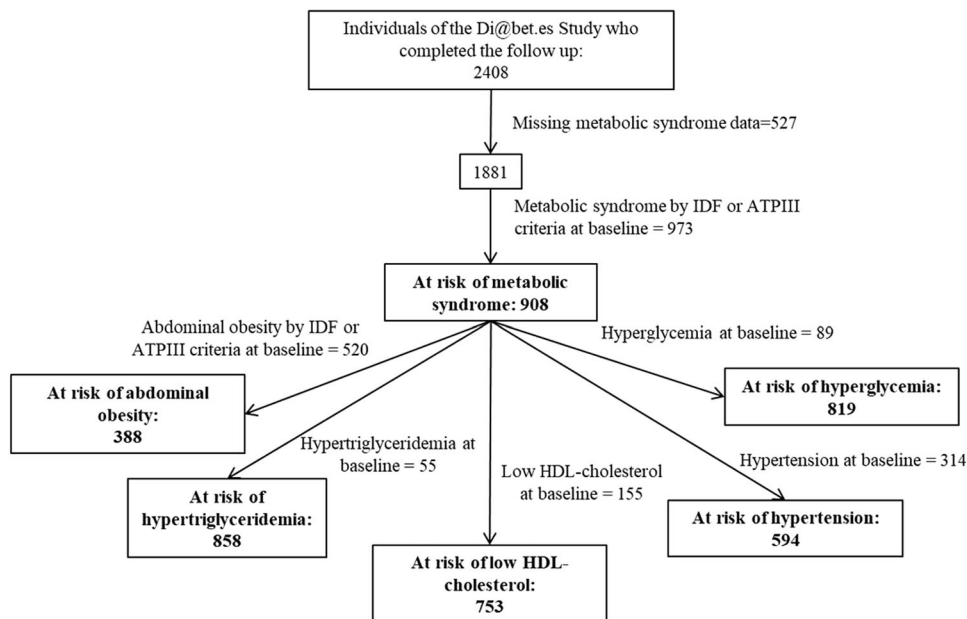 Individuals of the Di@bet.es Study who
completed the follow up:
2408
Missing metabolic syndrome data=527
1881
Metabolic syndrome by IDF or ATPIII
criteria at baseline = 973
At risk of metabolic
syndrome: 908
Abdominal obesity by IDF or
ATPIII criteria at baseline = 520
Hyperglycemia at baseline = 89
At risk of abdominal
obesity:
388
At risk of hyperglycemia:
819
Hypertriglyceridemia at
baseline = 55
Low HDL-cholesterol
at baseline = 155
Hypertension at baseline = 314
At risk of
hypertriglyceridemia:
858
At risk of hypertension:
594
At risk of low HDL-
cholesterol:
753